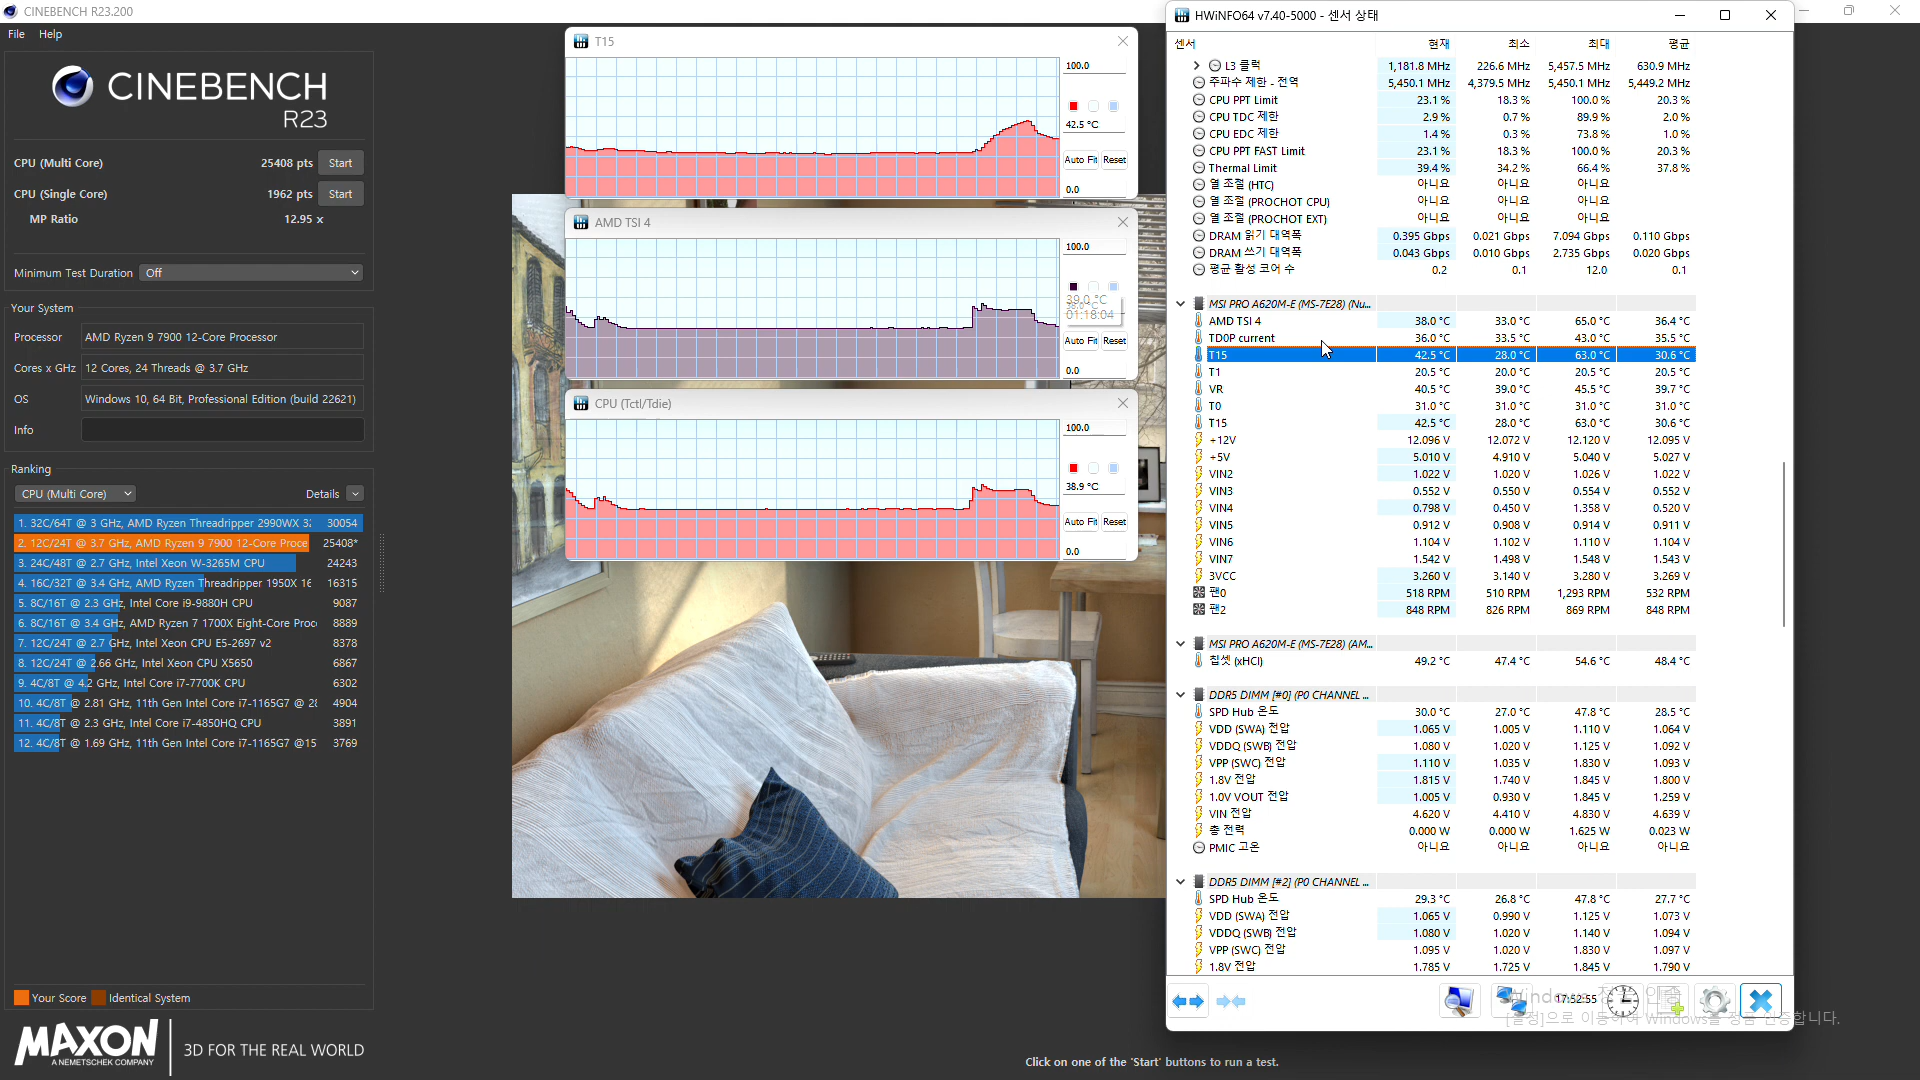 CINEBENCH R23.200
File Help
CINEBENCH
R23
CPU (Multi Core) 25408 pts Start
CPU (Single Core) 1962 pts Start
MP Ratio 12.95 x
Minimum Test Duration Off
Your System
Processor AMD Ryzen 9 7900 12-Core Processor
Cores x GHz 12 Cores, 24 Threads @ 3.7 GHz
OS Windows 10, 64 Bit, Professional Edition (build 22621)
Info
Ranking
CPU (Multi Core) Details
1. 32C/64T @ 3 GHz, AMD Ryzen Threadripper 2990WX 32 30054
2. 12C/24T @ 3.7 GHz, AMD Ryzen 9 7900 12-Core Proce 25408*
3. 24C/48T @ 2.7 GHz, Intel Xeon W-3265M CPU 24243
4. 16C/32T @ 3.4 GHz, AMD Ryzen Threadripper 1950X 16 16315
5. 8C/16T @ 2.3 GHz, Intel Core i9-9880H CPU 9087
6. 8C/16T @ 3.4 GHz, AMD Ryzen 7 1700X Eight-Core Proc 8889
7. 12C/24T @ 2.7 GHz, Intel Xeon CPU E5-2697 v2 8378
8. 12C/24T @ 2.66 GHz, Intel Xeon CPU X5650 6867
9. 4C/8T @ 4.2 GHz, Intel Core i7-7700K CPU 6302
10. 4C/8T @ 2.81 GHz, 11th Gen Intel Core i7-1165G7 @ 28 4904
11. 4C/8T @ 2.3 GHz, Intel Core i7-4850HQ CPU 3891
12. 4C/8T @ 1.69 GHz, 11th Gen Intel Core i7-1165G7 @15 3769
Your Score Identical System
MAXON
A NEMETSCHEK COMPANY
3D FOR THE REAL WORLD
Click on one of the 'Start' buttons to run a test.
T15
100.0
42.5 °C
Auto Fit Reset
0.0
AMD TSI 4
100.0
39.0 °C
01:18:04
Auto Fit Reset
0.0
CPU (Tctl/Tdie)
100.0
38.9 °C
Auto Fit Reset
0.0
HWiNFO64 v7.40-5000 - 센서 상태
센서 현재 최소 최대 평균
L3 클럭 1,181.8 MHz 226.6 MHz 5,457.5 MHz 630.9 MHz
주파수 제한 - 전역 5,450.1 MHz 4,379.5 MHz 5,450.1 MHz 5,449.2 MHz
CPU PPT Limit 23.1 % 18.3 % 100.0 % 20.3 %
CPU TDC 제한 2.9 % 0.7 % 89.9 % 2.0 %
CPU EDC 제한 1.4 % 0.3 % 73.8 % 1.0 %
CPU PPT FAST Limit 23.1 % 18.3 % 100.0 % 20.3 %
Thermal Limit 39.4 % 34.2 % 66.4 % 37.8 %
열 조절 (HTC) 아니요 아니요 아니요
열 조절 (PROCHOT CPU) 아니요 아니요 아니요
열 조절 (PROCHOT EXT) 아니요 아니요 아니요
DRAM 읽기 대역폭 0.395 Gbps 0.021 Gbps 7.094 Gbps 0.110 Gbps
DRAM 쓰기 대역폭 0.043 Gbps 0.010 Gbps 2.735 Gbps 0.020 Gbps
평균 활성 코어 수 0.2 0.1 12.0 0.1
MSI PRO A620M-E (MS-7E28) (Nu...
AMD TSI 4 38.0 °C 33.0 °C 65.0 °C 36.4 °C
TD0P current 36.0 °C 33.5 °C 43.0 °C 35.5 °C
T15 42.5 °C 28.0 °C 63.0 °C 30.6 °C
T1 20.5 °C 20.0 °C 20.5 °C 20.5 °C
VR 40.5 °C 39.0 °C 45.5 °C 39.7 °C
T0 31.0 °C 31.0 °C 31.0 °C 31.0 °C
T15 42.5 °C 28.0 °C 63.0 °C 30.6 °C
+12V 12.096 V 12.072 V 12.120 V 12.095 V
+5V 5.010 V 4.910 V 5.040 V 5.027 V
VIN2 1.022 V 1.020 V 1.026 V 1.022 V
VIN3 0.552 V 0.550 V 0.554 V 0.552 V
VIN4 0.798 V 0.450 V 1.358 V 0.520 V
VIN5 0.912 V 0.908 V 0.914 V 0.911 V
VIN6 1.104 V 1.102 V 1.110 V 1.104 V
VIN7 1.542 V 1.498 V 1.548 V 1.543 V
3VCC 3.260 V 3.140 V 3.280 V 3.269 V
팬0 518 RPM 510 RPM 1,293 RPM 532 RPM
팬2 848 RPM 826 RPM 869 RPM 848 RPM
MSI PRO A620M-E (MS-7E28) (AM...
칩셋 (xHCI) 49.2 °C 47.4 °C 54.6 °C 48.4 °C
DDR5 DIMM [#0] (P0 CHANNEL ...
SPD Hub 온도 30.0 °C 27.0 °C 47.8 °C 28.5 °C
VDD (SWA) 전압 1.065 V 1.005 V 1.110 V 1.064 V
VDDQ (SWB) 전압 1.080 V 1.020 V 1.125 V 1.092 V
VPP (SWC) 전압 1.110 V 1.035 V 1.830 V 1.093 V
1.8V 전압 1.815 V 1.740 V 1.845 V 1.800 V
1.0V VOUT 전압 1.005 V 0.930 V 1.845 V 1.259 V
VIN 전압 4.620 V 4.410 V 4.830 V 4.639 V
총 전력 0.000 W 0.000 W 1.625 W 0.023 W
PMIC 고온 아니요 아니요 아니요 아니요
DDR5 DIMM [#2] (P0 CHANNEL ...
SPD Hub 온도 29.3 °C 26.8 °C 47.8 °C 27.7 °C
VDD (SWA) 전압 1.065 V 0.990 V 1.125 V 1.073 V
VDDQ (SWB) 전압 1.080 V 1.020 V 1.140 V 1.094 V
VPP (SWC) 전압 1.095 V 1.020 V 1.830 V 1.097 V
1.8V 전압 1.785 V 1.725 V 1.845 V 1.790 V
17:52:55
Windows 정품 인증
[설정]으로 이동하여 Windows를 정품 인증합니다.